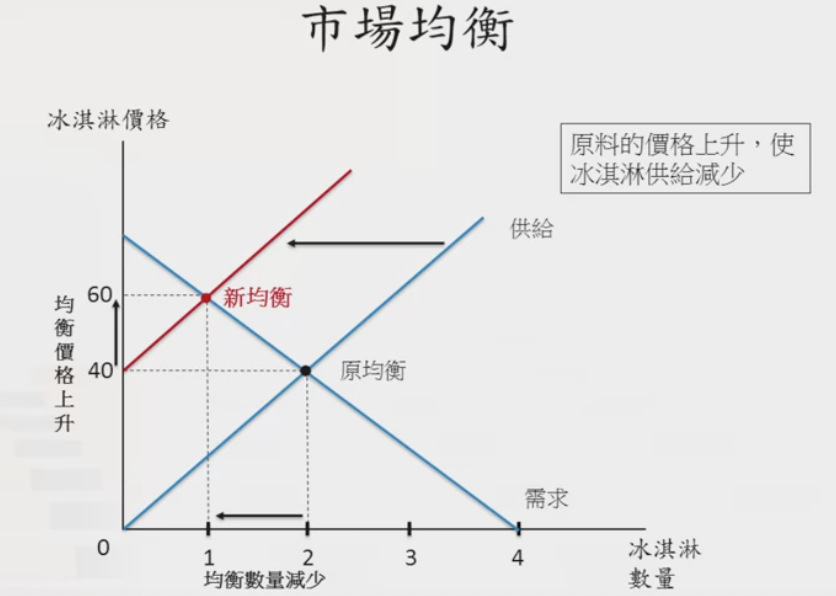 市場均衡
冰淇淋價格
原料的價格上升，使
冰淇淋供給減少
供給
60
新均衡
均衡價格上升
40
原均衡
需求
0
1
2
3
4
冰淇淋
數量
均衡數量減少